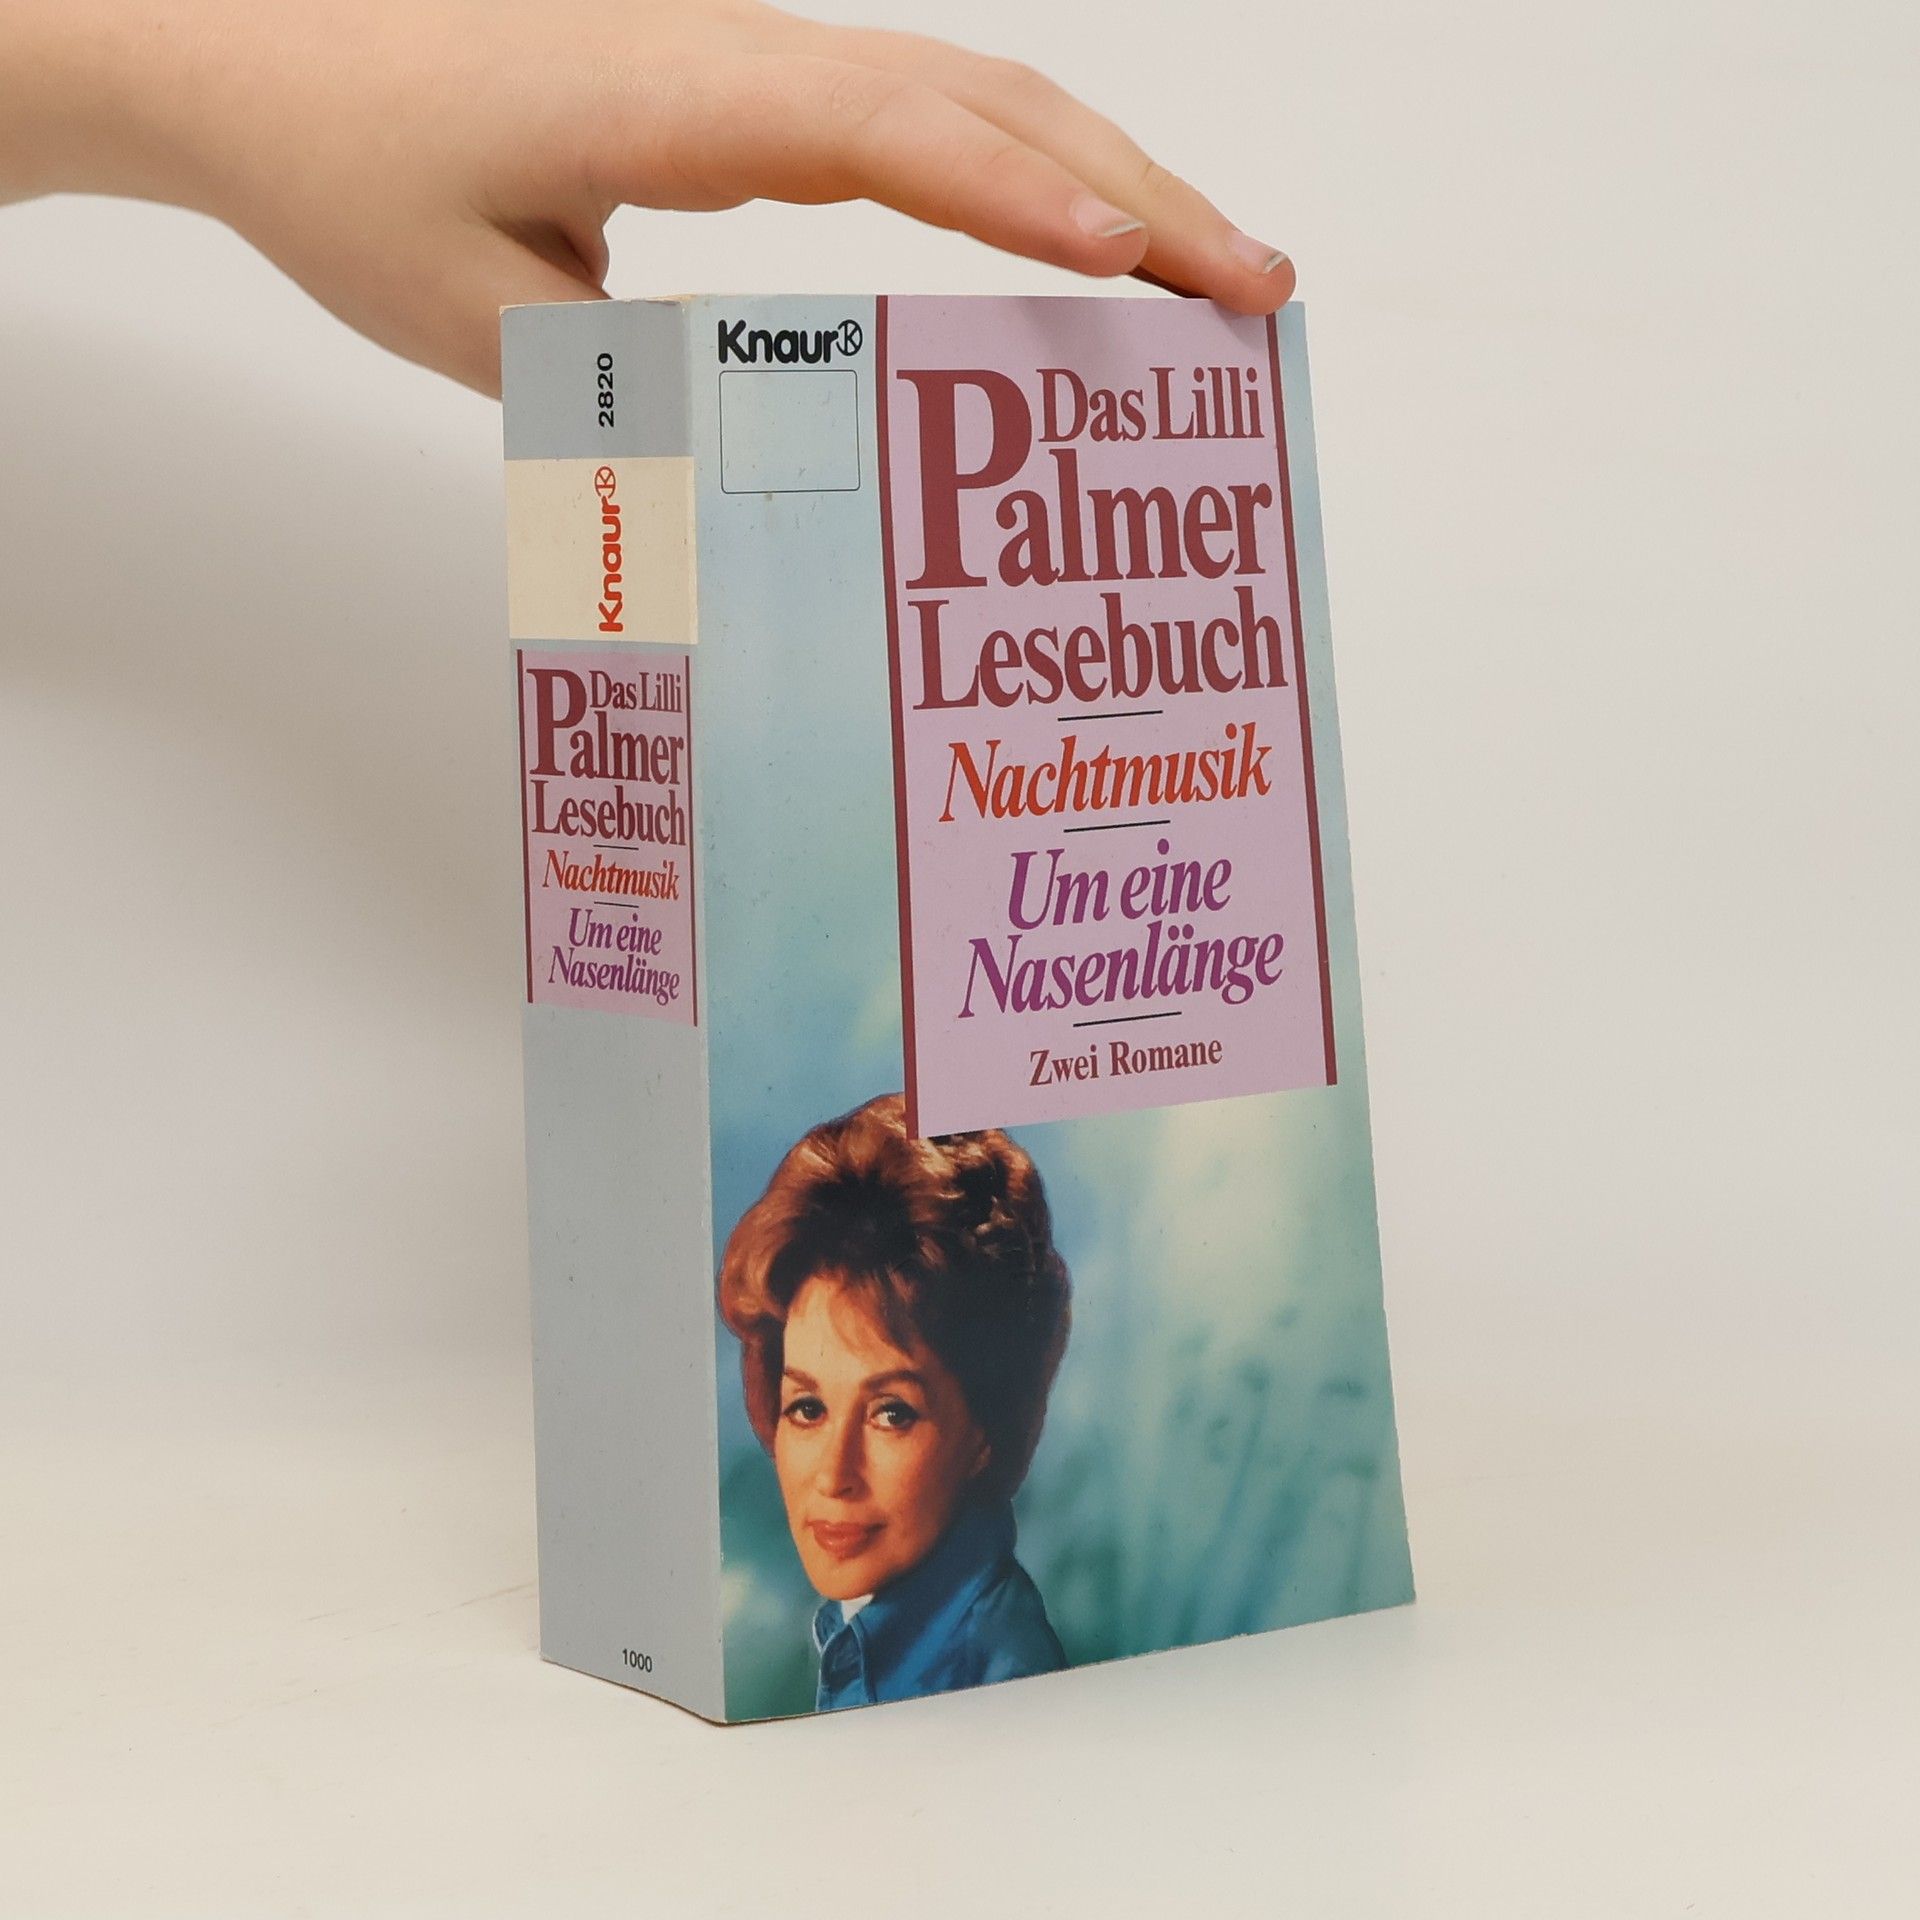 2820
Knaur
Das Lilli
Palmer
Lesebuch
Nachtmusik
Um eine
Nasenlänge
1000
Knaur
Das Lilli
Palmer
Lesebuch
Nachtmusik
Um eine
Nasenlänge
Zwei Romane